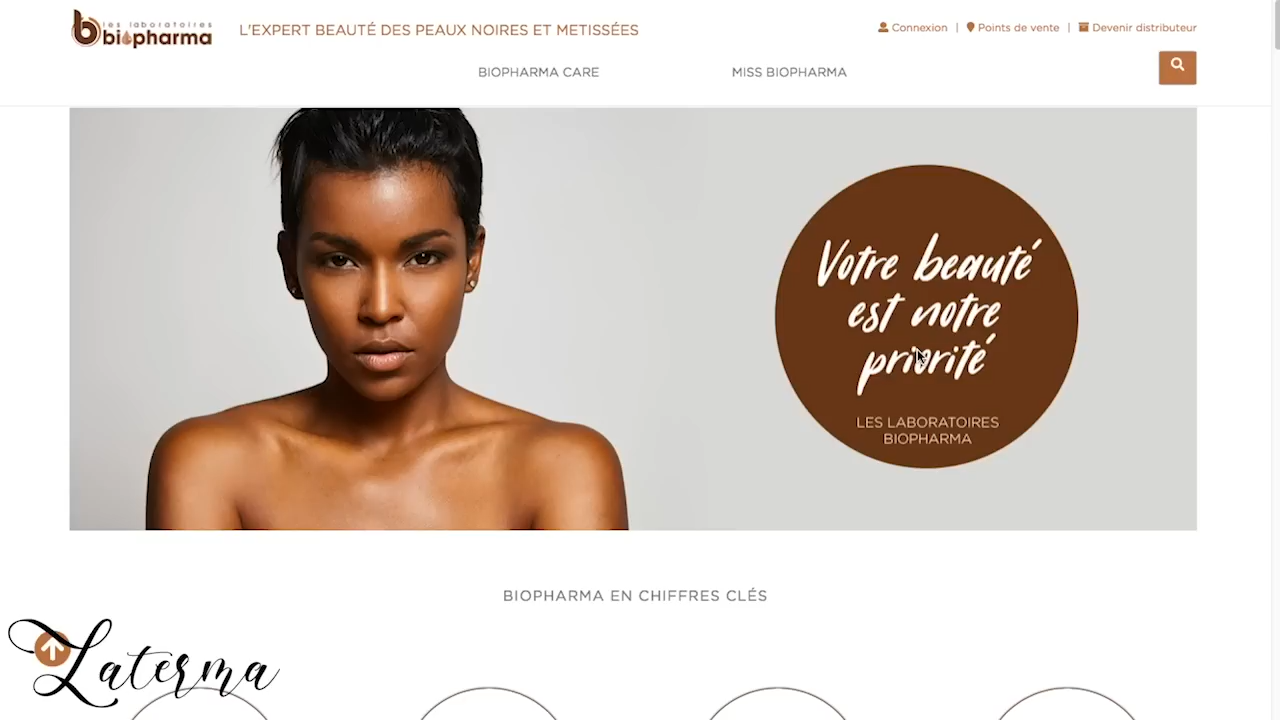 les laboratoires
biopharma
L'EXPERT BEAUTÉ DES PEAUX NOIRES ET METISSÉES
Connexion | Points de vente | Devenir distributeur
BIOPHARMA CARE
MISS BIOPHARMA
Votre beauté
est notre
priorité
LES LABORATOIRES
BIOPHARMA
BIOPHARMA EN CHIFFRES CLÉS
Laterma